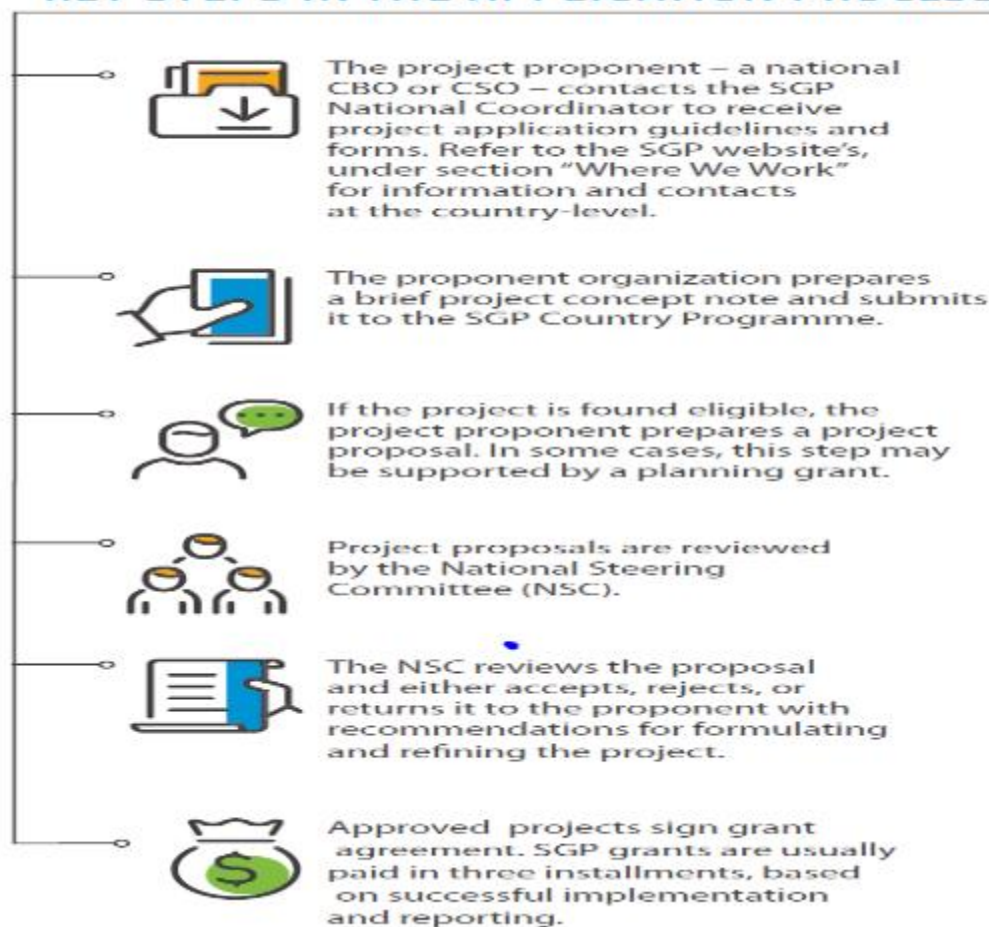 The project proponent – a national
CBO or CSO – contacts the SGP
National Coordinator to receive
project application guidelines and
forms. Refer to the SGP website's,
under section "Where We Work"
for information and contacts
at the country-level.
The proponent organization prepares
a brief project concept note and submits
it to the SGP Country Programme.
If the project is found eligible, the
project proponent prepares a project
proposal. In some cases, this step may
be supported by a planning grant.
Project proposals are reviewed
by the National Steering
Committee (NSC).
The NSC reviews the proposal
and either accepts, rejects, or
returns it to the proponent with
recommendations for formulating
and refining the project.
Approved projects sign grant
agreement. SGP grants are usually
paid in three installments, based
on successful implementation
and reporting.